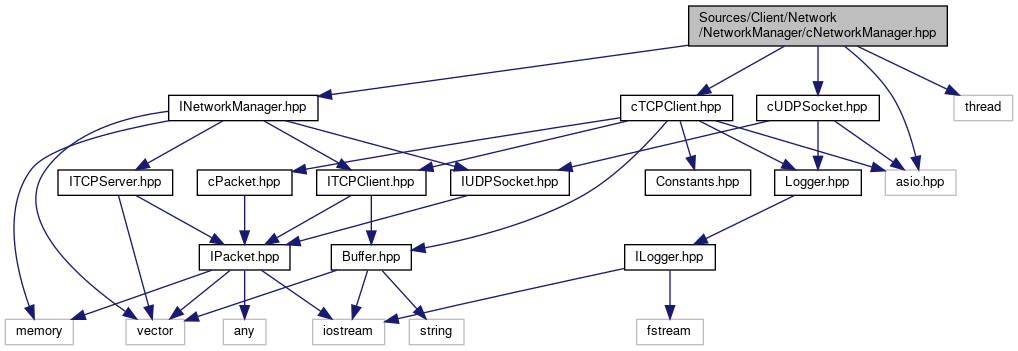 Sources/Client/Network
/NetworkManager/cNetworkManager.hpp
INetworkManager.hpp
cTCPClient.hpp
cUDPSocket.hpp
thread
ITCPServer.hpp
cPacket.hpp
ITCPClient.hpp
IUDPSocket.hpp
Constants.hpp
Logger.hpp
asio.hpp
IPacket.hpp
Buffer.hpp
ILogger.hpp
memory
vector
any
iostream
string
fstream